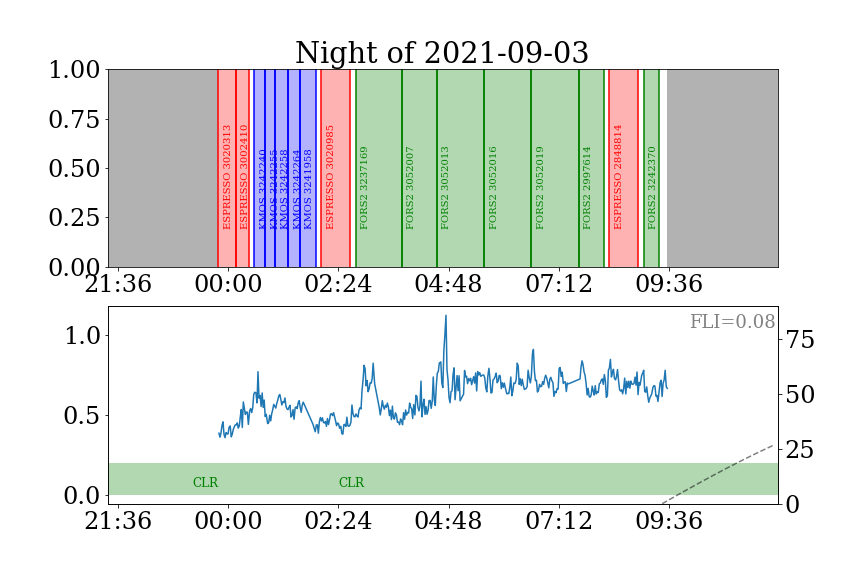 Night of 2021-09-03
1.00
0.75
0.50
0.25
0.00
ESPRESSO 3020313
ESPRESSO 3002410
KMOS 3242240
KMOS 3242255
KMOS 3242258
KMOS 3242264
KMOS 3241958
ESPRESSO 3020985
FORS2 3237169
FORS2 3052007
FORS2 3052013
FORS2 3052016
FORS2 3052019
FORS2 2997614
ESPRESSO 2848814
FORS2 3242370
21:36 00:00 02:24 04:48 07:12 09:36
FLI=0.08
1.0
0.5
0.0
75
50
25
0
CLR CLR
21:36 00:00 02:24 04:48 07:12 09:36